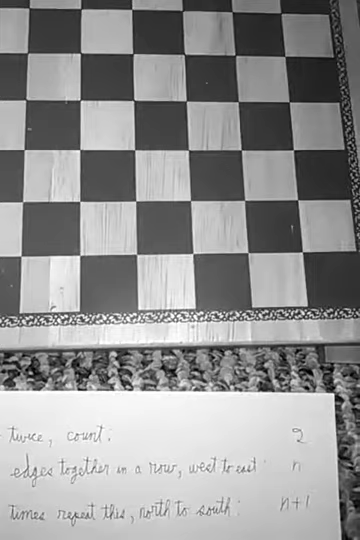 twice, count: 2
edges together in a row, west to east: n
times repeat this, north to south: n+1